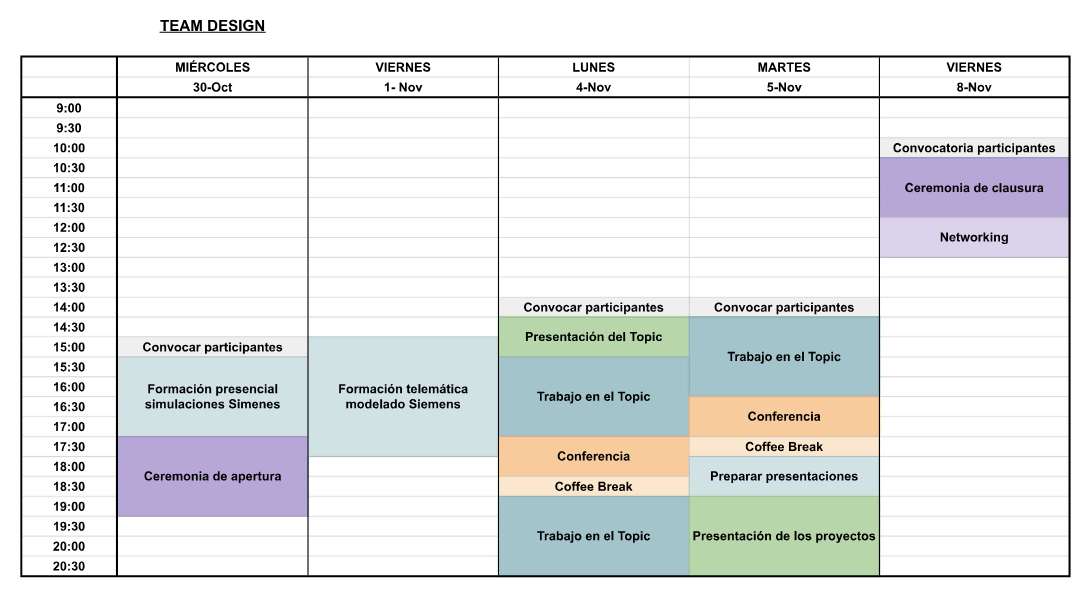 TEAM DESIGN
MIÉRCOLES VIERNES LUNES MARTES VIERNES
30-Oct 1- Nov 4-Nov 5-Nov 8-Nov
9:00
9:30
10:00 Convocatoria participantes
10:30
11:00 Ceremonia de clausura
11:30
12:00
12:30 Networking
13:00
13:30
14:00 Convocar participantes Convocar participantes
14:30 Presentación del Topic
15:00 Convocar participantes Trabajo en el Topic
15:30
16:00 Formación presencial Formación telemática Trabajo en el Topic
simulaciones Simenes modelado Siemens
16:30 Conferencia
17:00
17:30 Coffee Break
18:00 Conferencia
Ceremonia de apertura Preparar presentaciones
18:30 Coffee Break
19:00
19:30 Trabajo en el Topic Presentación de los proyectos
20:00
20:30